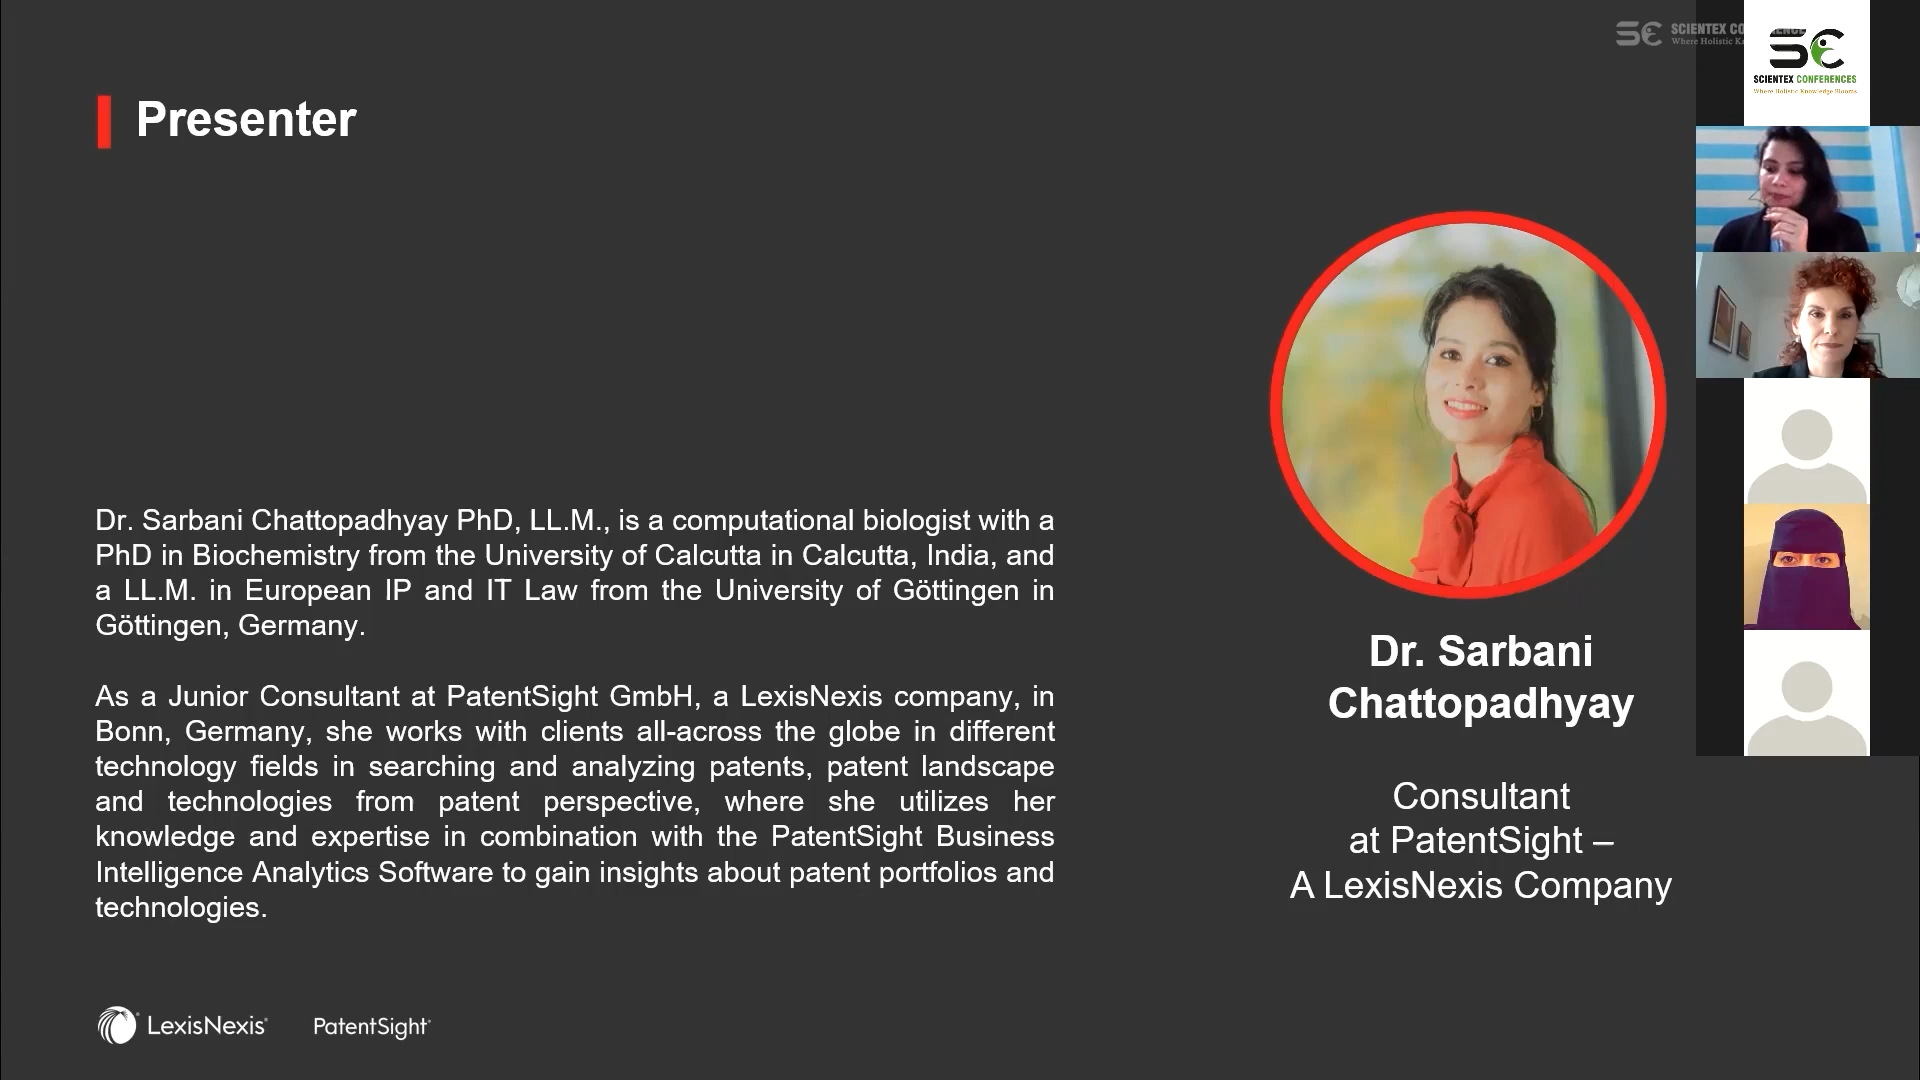 SCIENTEX CO
Where Holistic
SCIENTEX CONFERENCES
Where Holistic Knowledge Blooms
Presenter
Dr. Sarbani Chattopadhyay PhD, LL.M., is a computational biologist with a
PhD in Biochemistry from the University of Calcutta in Calcutta, India, and
a LL.M. in European IP and IT Law from the University of Göttingen in
Göttingen, Germany.
As a Junior Consultant at PatentSight GmbH, a LexisNexis company, in
Bonn, Germany, she works with clients all-across the globe in different
technology fields in searching and analyzing patents, patent landscape
and technologies from patent perspective, where she utilizes her
knowledge and expertise in combination with the PatentSight Business
Intelligence Analytics Software to gain insights about patent portfolios and
technologies.
Dr. Sarbani
Chattopadhyay
Consultant
at PatentSight –
A LexisNexis Company
LexisNexis® PatentSight®